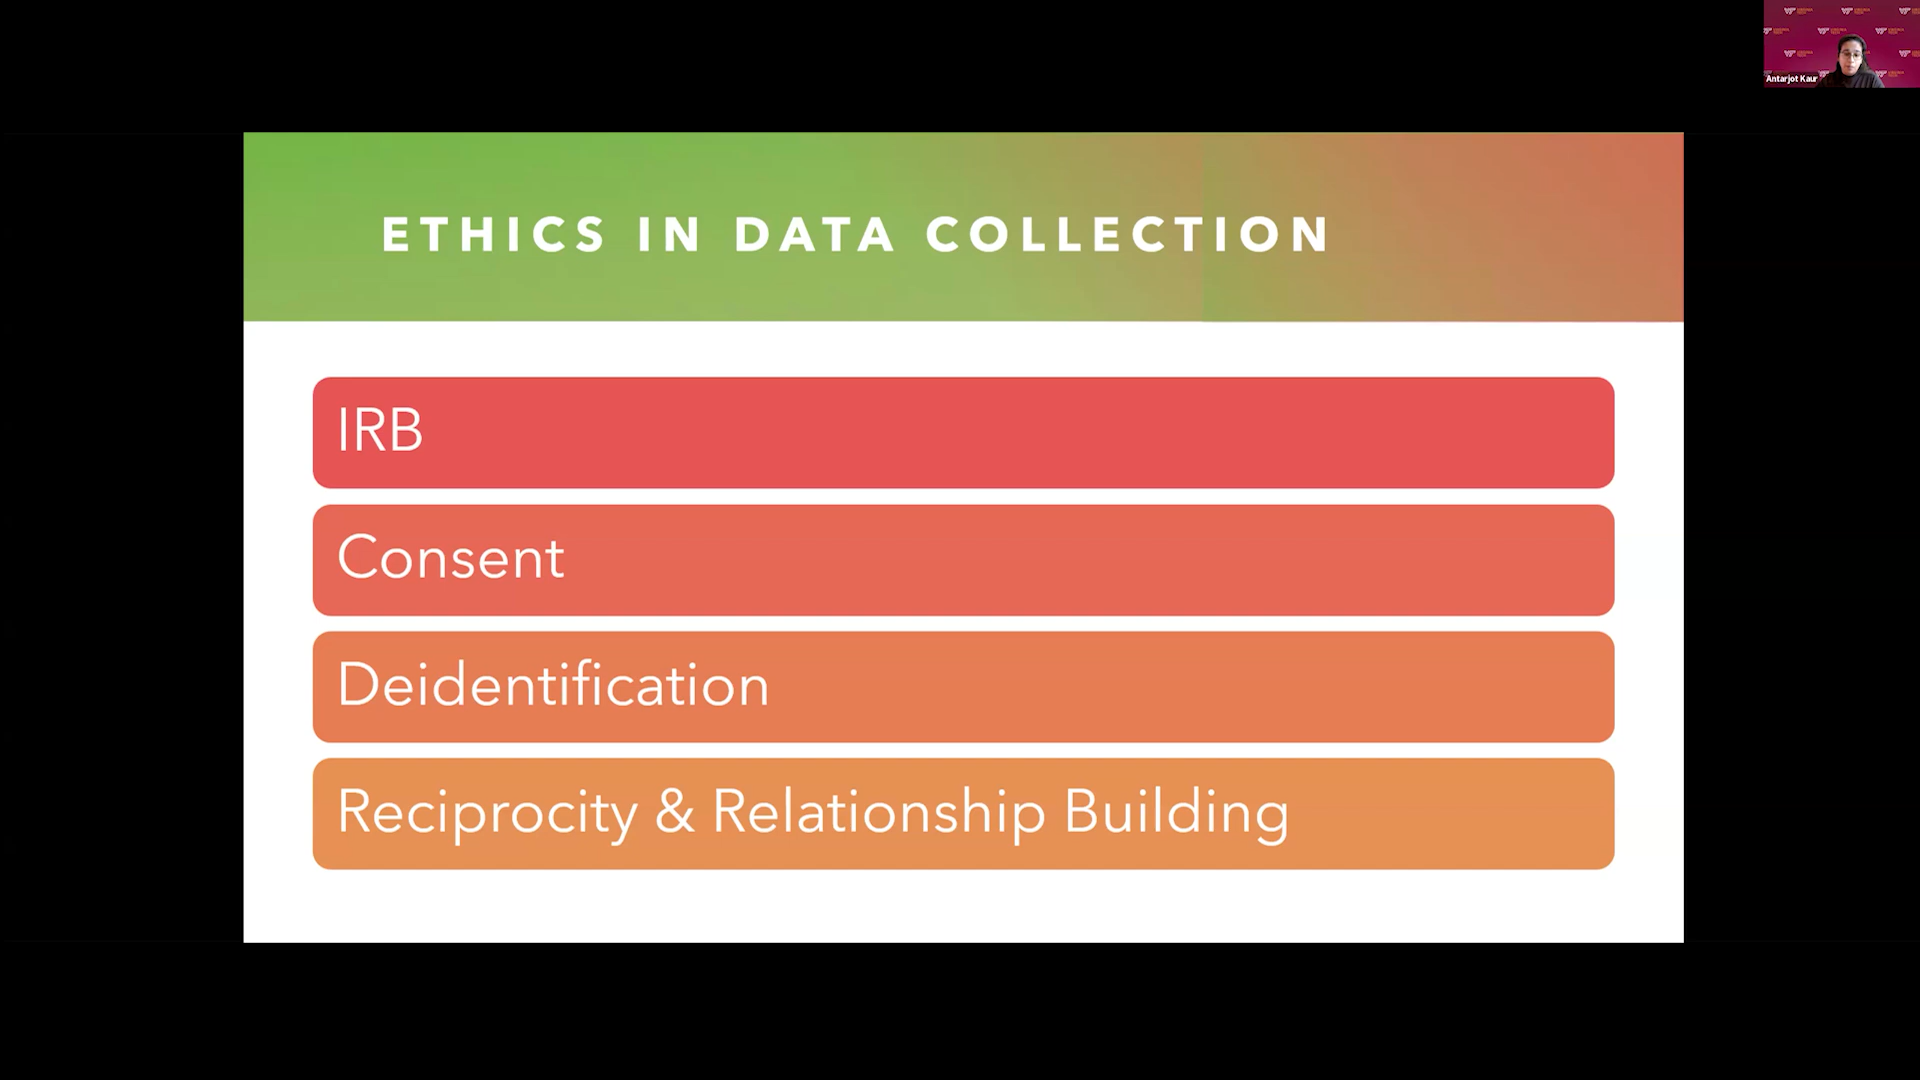 Antarjot Kaur
ETHICS IN DATA COLLECTION
IRB
Consent
Deidentification
Reciprocity & Relationship Building